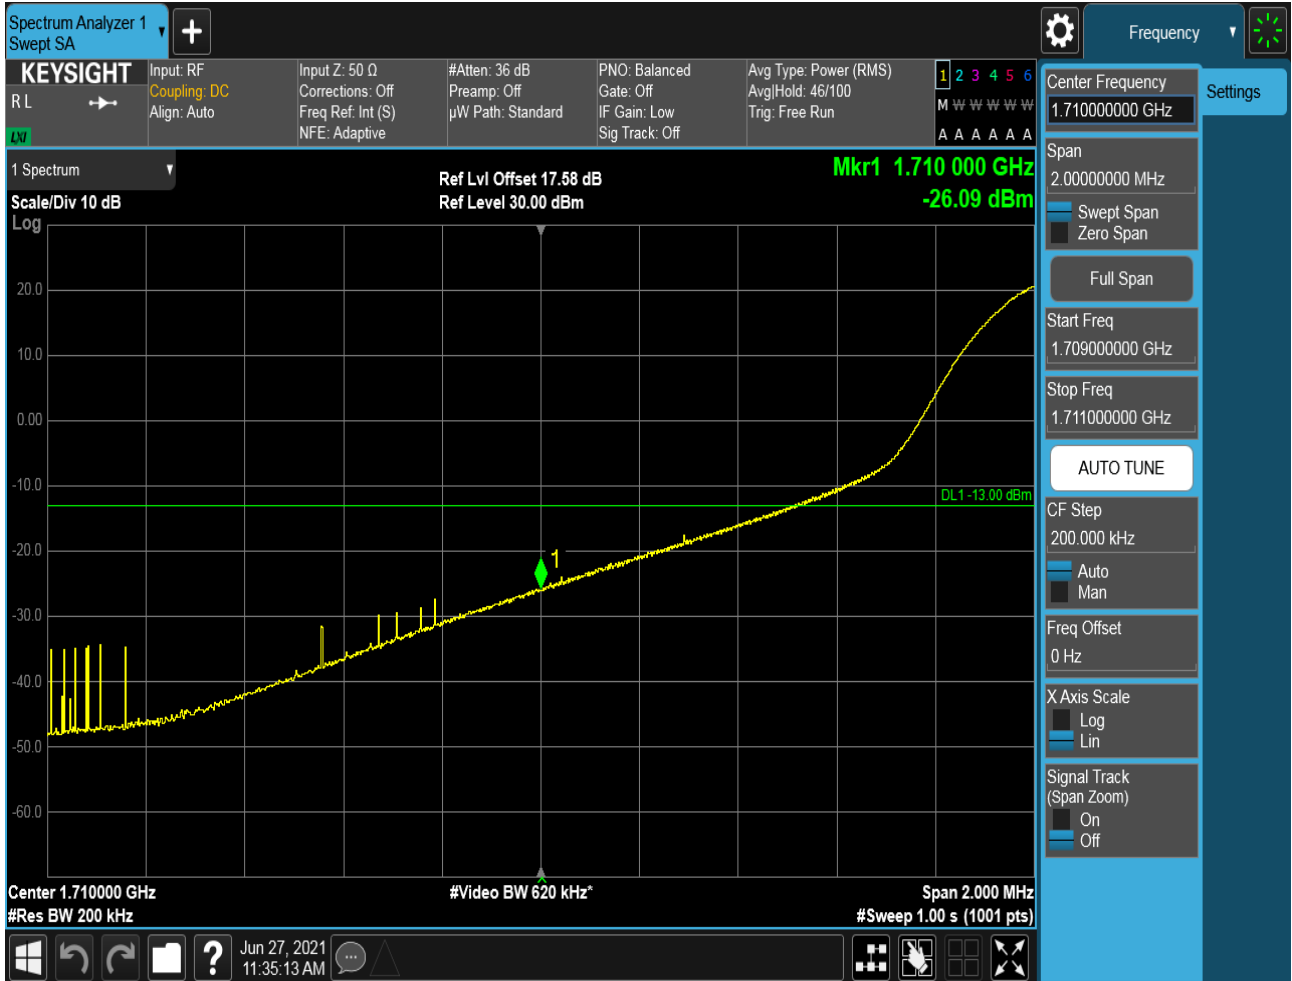 Spectrum Analyzer 1
Swept SA
+
Frequency
KEYSIGHT
R L
LXI
Input: RF
Coupling: DC
Align: Auto
Input Z: 50 Ω
Corrections: Off
Freq Ref: Int (S)
NFE: Adaptive
#Atten: 36 dB
Preamp: Off
µW Path: Standard
PNO: Balanced
Gate: Off
IF Gain: Low
Sig Track: Off
Avg Type: Power (RMS)
Avg|Hold: 46/100
Trig: Free Run
1 2 3 4 5 6
M W W W W W
A A A A A A
1 Spectrum
Scale/Div 10 dB
Log
Ref Lvl Offset 17.58 dB
Ref Level 30.00 dBm
Mkr1 1.710 000 GHz
-26.09 dBm
20.0
10.0
0.00
-10.0
DL1 -13.00 dBm
-20.0
1
-30.0
-40.0
-50.0
-60.0
Center 1.710000 GHz
#Video BW 620 kHz*
Span 2.000 MHz
#Res BW 200 kHz
#Sweep 1.00 s (1001 pts)
Center Frequency
1.710000000 GHz
Settings
Span
2.00000000 MHz
Swept Span
Zero Span
Full Span
Start Freq
1.709000000 GHz
Stop Freq
1.711000000 GHz
AUTO TUNE
CF Step
200.000 kHz
Auto
Man
Freq Offset
0 Hz
X Axis Scale
Log
Lin
Signal Track
(Span Zoom)
On
Off
?
Jun 27, 2021
11:35:13 AM